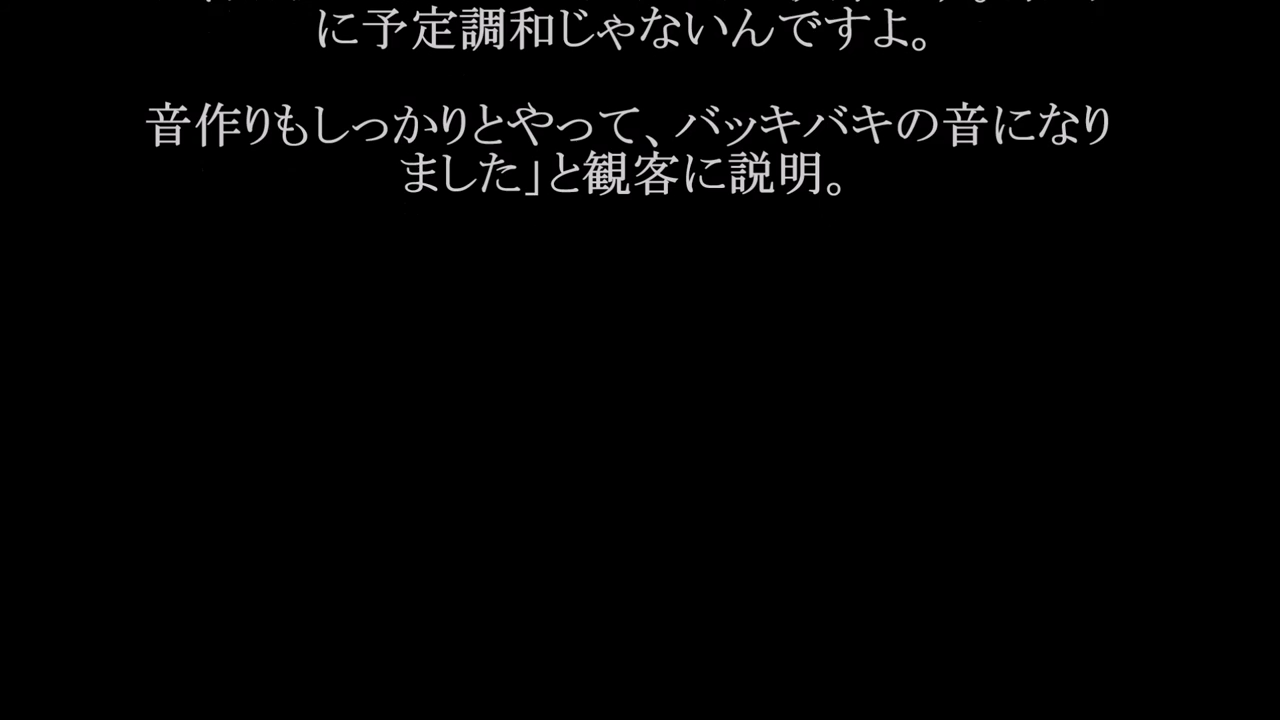 に予定調和じゃないんですよ。
音作りもしっかりとやって、バッキバキの音になり
ました」と観客に説明。